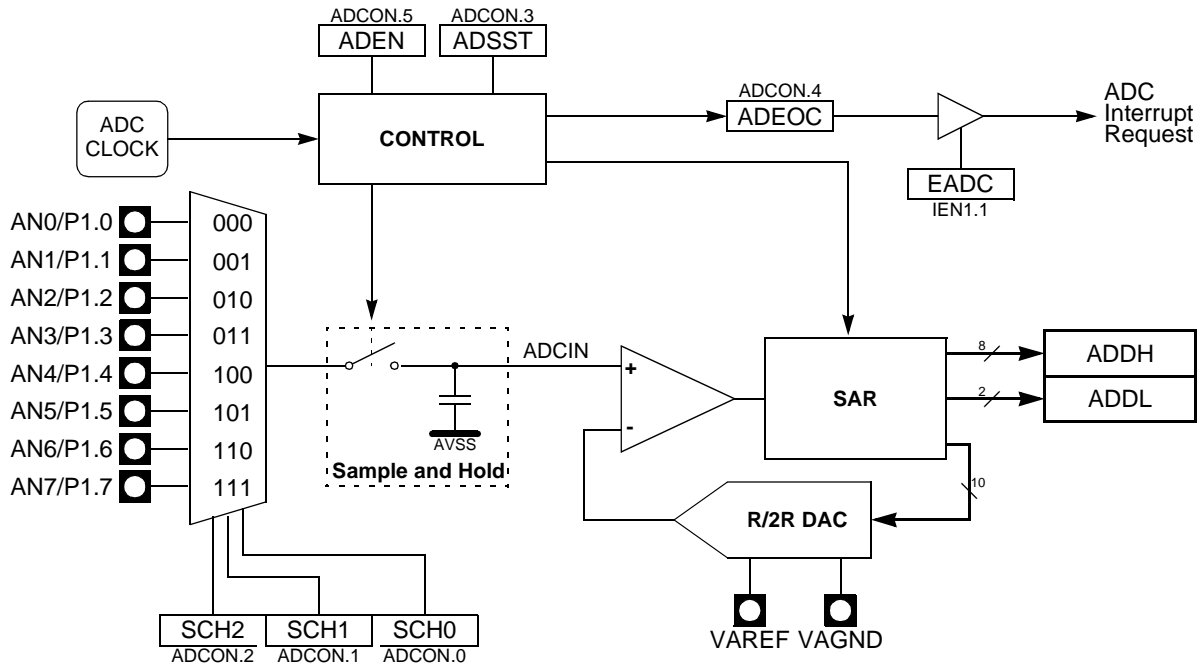 ADCON.5
ADEN
ADCON.3
ADSST
ADC
CLOCK
CONTROL
ADCON.4
ADEOC
ADC
Interrupt
Request
EADC
IEN1.1
AN0/P1.0
000
AN1/P1.1
001
AN2/P1.2
010
AN3/P1.3
011
AN4/P1.4
100
AN5/P1.5
101
AN6/P1.6
110
AN7/P1.7
111
AVSS
Sample and Hold
ADCIN
+
-
SAR
8
ADDH
2
ADDL
10
R/2R DAC
VAREF
VAGND
SCH2
SCH1
SCH0
ADCON.2
ADCON.1
ADCON.0